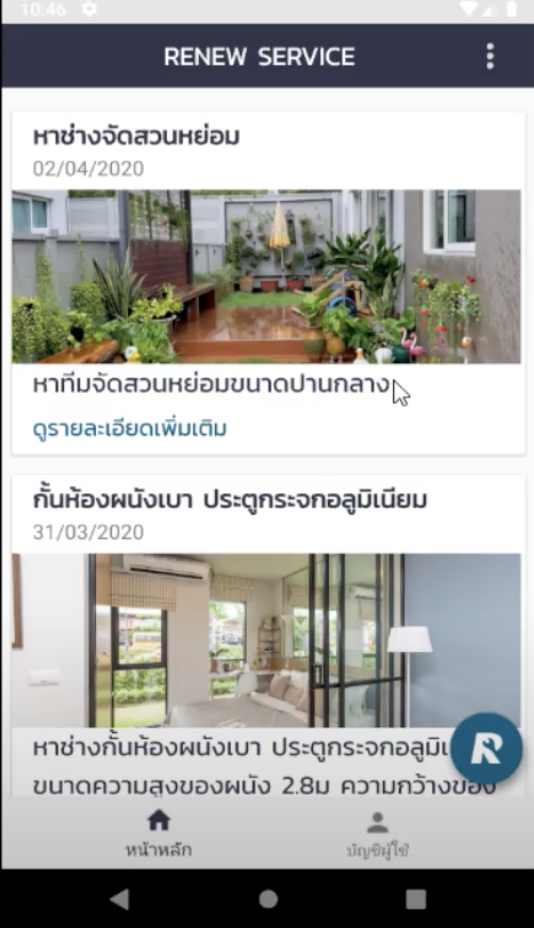 10:46
RENEW SERVICE
หาช่างจัดสวนหย่อม
02/04/2020
หาทีมจัดสวนหย่อมขนาดปานกลาง
ดูรายละเอียดเพิ่มเติม
กั้นห้องผนังเบา ประตูกระจกอลูมิเนียม
31/03/2020
หาช่างกั้นห้องผนังเบา ประตูกระจกอลูมิเ
ขนาดความสูงของผนัง 2.8ม ความกว้างของ
R
หน้าหลัก
บัญชีผู้ใช้